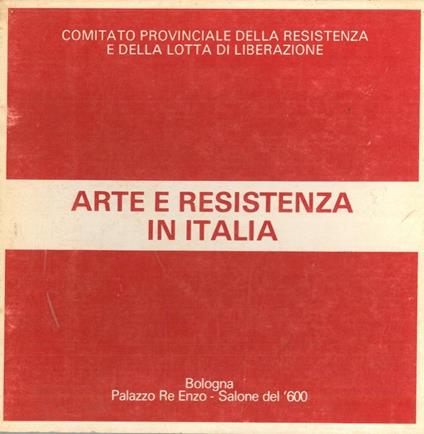 COMITATO PROVINCIALE DELLA RESISTENZA
E DELLA LOTTA DI LIBERAZIONE
ARTE E RESISTENZA
IN ITALIA
Bologna
Palazzo Re Enzo - Salone del '600